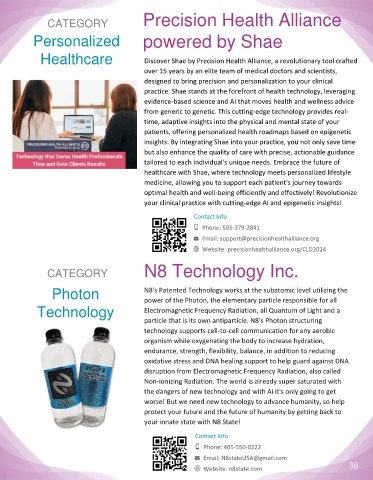 CATEGORY
Personalized
Healthcare
PRECISION HEALTH ALLIANCE
Technology that Saves Health Professionals
Time and Gets Clients Results
Precision Health Alliance
powered by Shae
Discover Shae by Precision Health Alliance, a revolutionary tool crafted
over 15 years by an elite team of medical doctors and scientists,
designed to bring precision and personalization to your clinical
practice. Shae stands at the forefront of health technology, leveraging
evidence-based science and AI that moves health and wellness advice
from generic to genetic. This cutting-edge technology provides real-
time, adaptive insights into the physical and mental state of your
patients, offering personalized health roadmaps based on epigenetic
insights. By integrating Shae into your practice, you not only save time
but also enhance the quality of care with precise, actionable guidance
tailored to each individual's unique needs. Embrace the future of
healthcare with Shae, where technology meets personalized lifestyle
medicine, allowing you to support each patient's journey towards
optimal health and well-being efficiently and effectively! Revolutionize
your clinical practice with cutting-edge AI and epigenetic insights!
Contact Info
Phone: 505-379-2841
Email: support@precisionhealthalliance.org
Website: precisionhealthalliance.org/CLD2024
CATEGORY
Photon
Technology
N8 Technology Inc.
N8's Patented Technology works at the subatomic level utilizing the
power of the Photon, the elementary particle responsible for all
Electromagnetic Frequency Radiation, all Quantum of Light and a
particle that is its own antiparticle. N8's Photon structuring
technology supports cell-to-cell communication for any aerobic
organism while oxygenating the body to increase hydration,
endurance, strength, flexibility, balance, in addition to reducing
oxidative stress and DNA healing support to help guard against DNA
disruption from Electromagnetic Frequency Radiation, also called
Non-ionizing Radiation. The world is already super saturated with
the dangers of new technology and with AI it's only going to get
worse! But we need new technology to advance humanity, so help
protect your future and the future of humanity by getting back to
your innate state with N8 State!
Contact Info
Phone: 405-550-0222
Email: N8stateUSA@gmail.com
Website: n8state.com
36